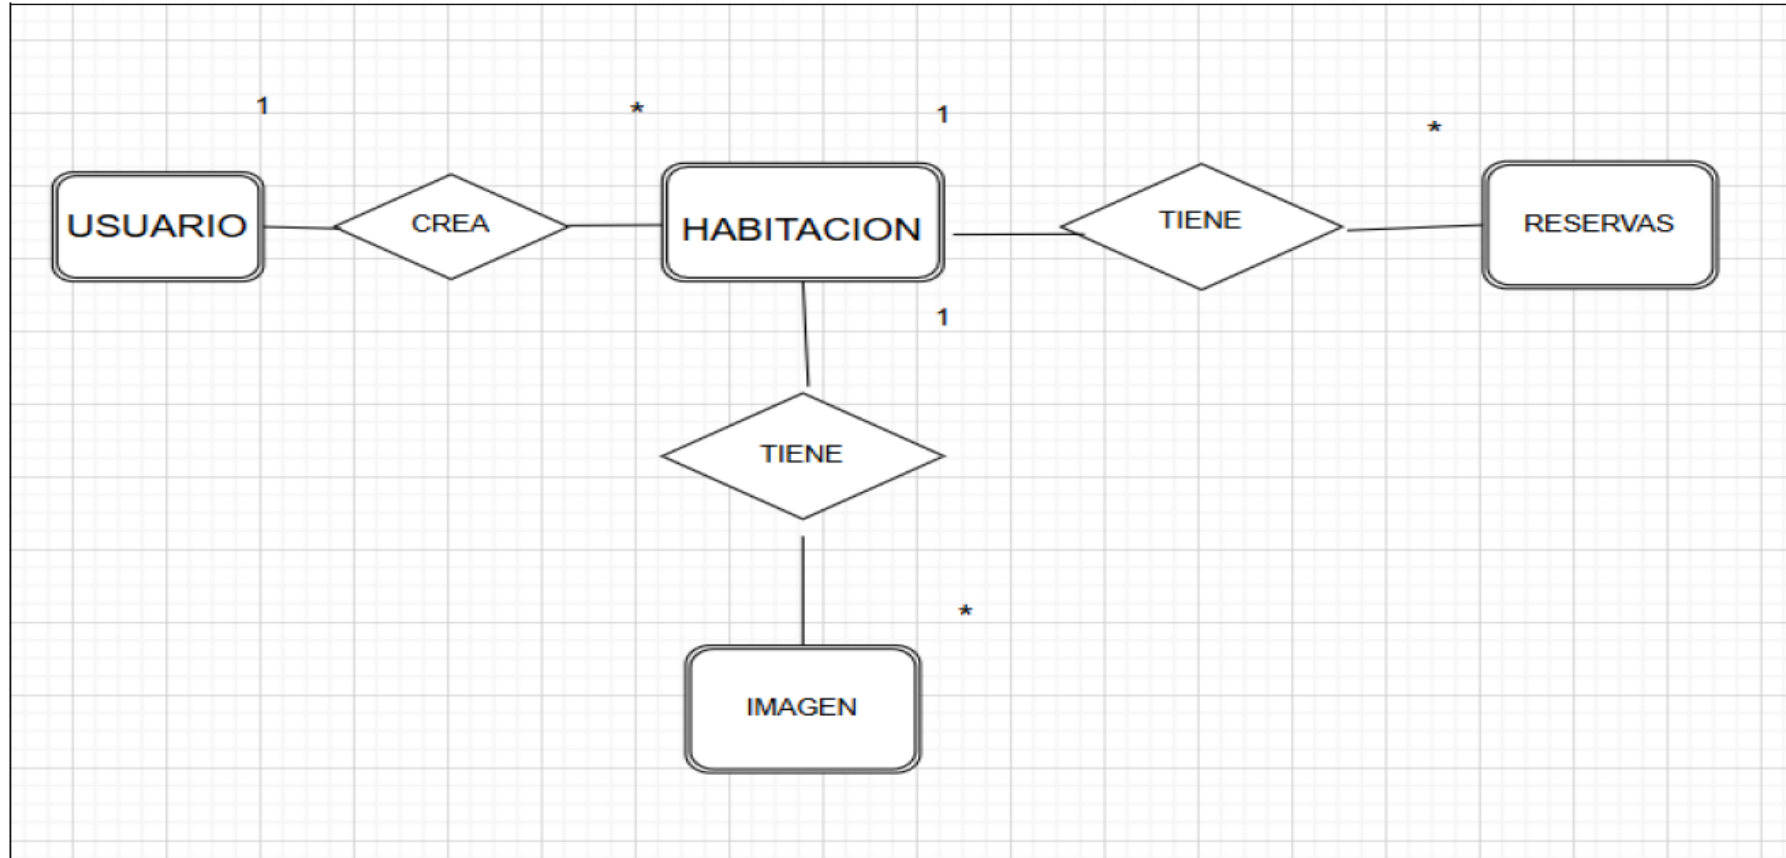 1
*
1
*
USUARIO
CREA
HABITACION
TIENE
RESERVAS
1
TIENE
*
IMAGEN